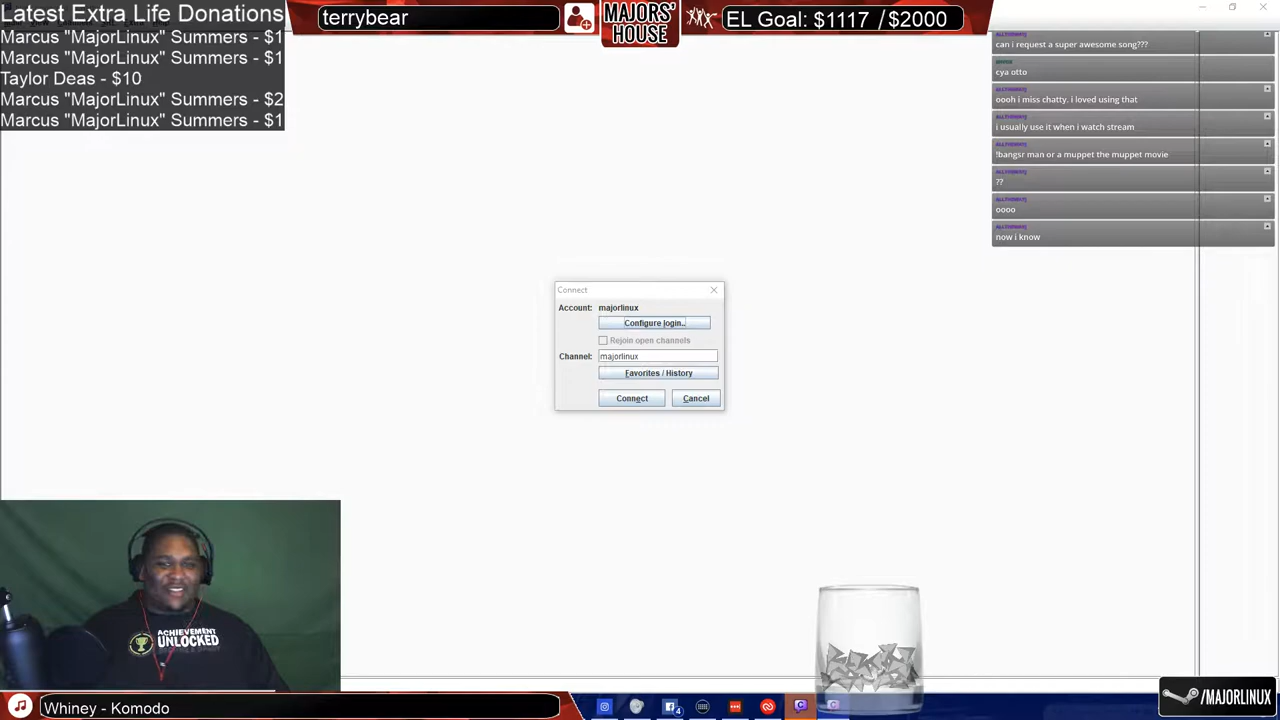 Latest Extra Life Donations
Marcus "MajorLinux" Summers - $1
Marcus "MajorLinux" Summers - $1
Taylor Deas - $10
Marcus "MajorLinux" Summers - $2
Marcus "MajorLinux" Summers - $1
terrybear
MAJORS'
HOUSE
EL Goal: $1117 / $2000
can i request a super awesome song???
cya otto
oooh i miss chatty. i loved using that
i usually use it when i watch stream
!bangsr man or a muppet the muppet movie
??
oooo
now i know
Connect
Account: majorlinux
Configure login..
Rejoin open channels
Channel: majorlinux
Favorites / History
Connect
Cancel
ACHIEVEMENT
UNLOCKED
Whiney - Komodo
4
/MAJORLINUX